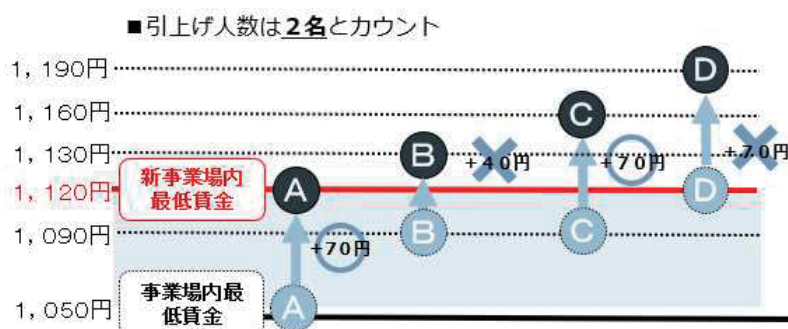 ■引上げ人数は２名とカウント
1,190円
D
1,160円
C
1,130円
B
+40円
+70円
+70円
新事業場内
最低賃金
1,120円
A
D
1,090円
+70円
B
C
事業場内最
低賃金
1,050円
A